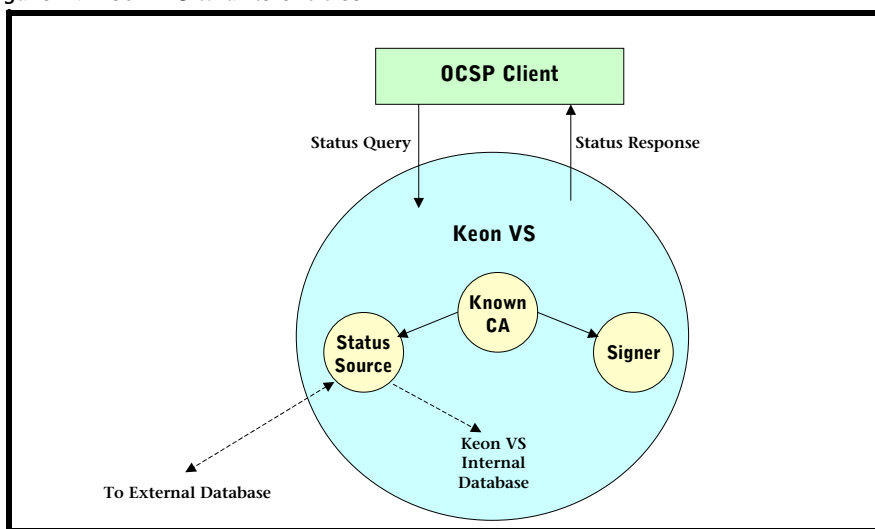 OCSP Client
Status Query
Status Response
Keon VS
Known
CA
Status
Source
Signer
Keon VS
Internal
Database
To External Database